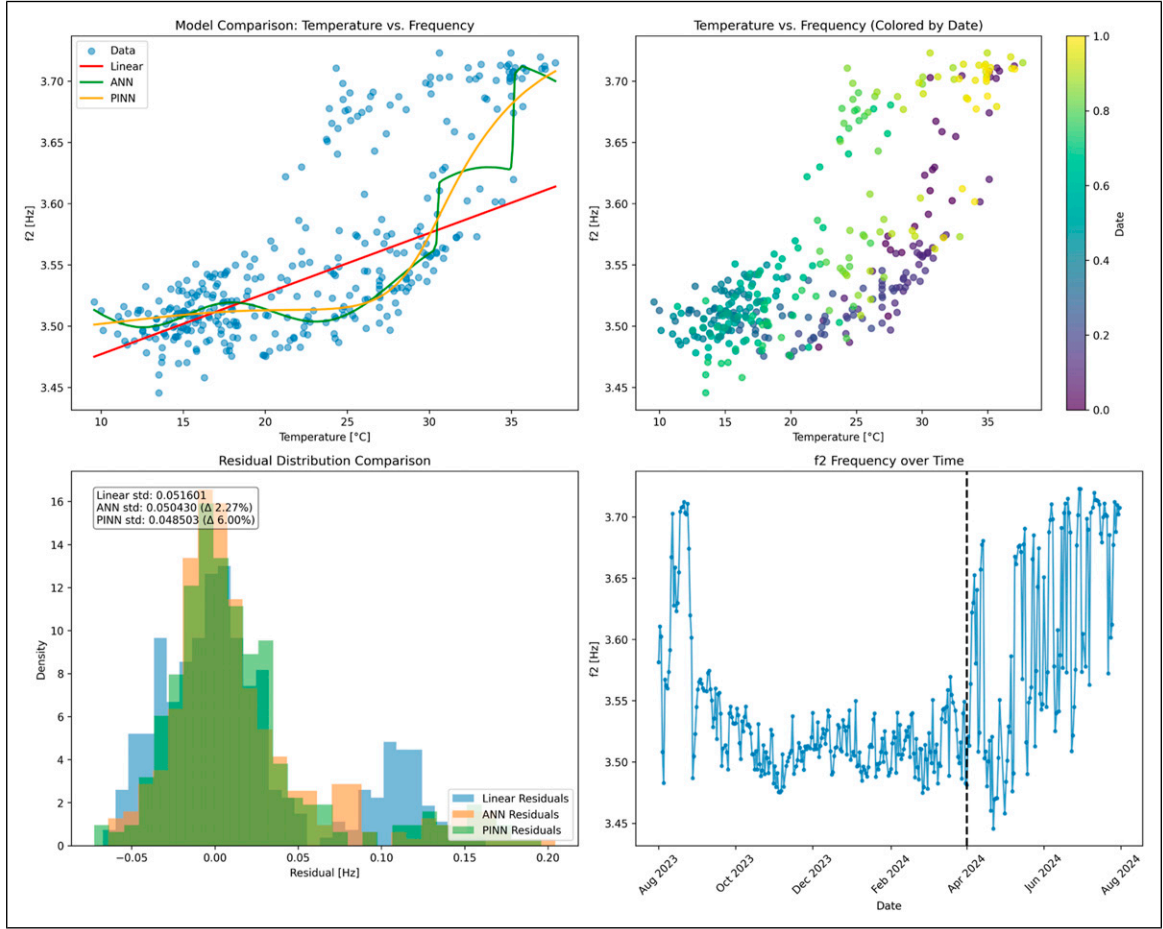 Model Comparison: Temperature vs. Frequency
Data
Linear
ANN
PINN
3.70
3.65
3.60
3.55
3.50
3.45
f2 [Hz]
10 15 20 25 30 35
Temperature [°C]
Temperature vs. Frequency (Colored by Date)
3.70
3.65
3.60
3.55
3.50
3.45
f2 [Hz]
10 15 20 25 30 35
Temperature [°C]
1.0
0.8
0.6
0.4
0.2
0.0
Date
Residual Distribution Comparison
Linear std: 0.051601
ANN std: 0.050430 (Δ 2.27%)
PINN std: 0.048503 (Δ 6.00%)
16
14
12
10
8
6
4
2
0
Density
Linear Residuals
ANN Residuals
PINN Residuals
−0.05 0.00 0.05 0.10 0.15 0.20
Residual [Hz]
f2 Frequency over Time
3.70
3.65
3.60
3.55
3.50
3.45
f2 [Hz]
Aug 2023 Oct 2023 Dec 2023 Feb 2024 Apr 2024 Jun 2024 Aug 2024
Date